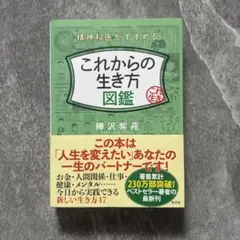 精神科医がすすめる
これからの
生き方
図鑑
樺沢紫苑
この本は
「人生を変えたい」あなたの
一生のパートナーです!
お金・人間関係・仕事・
健康・メンタル……
今日から実践できる
新しい生き方47
著書累計
230万部突破!
ベストセラー著者の
最新刊